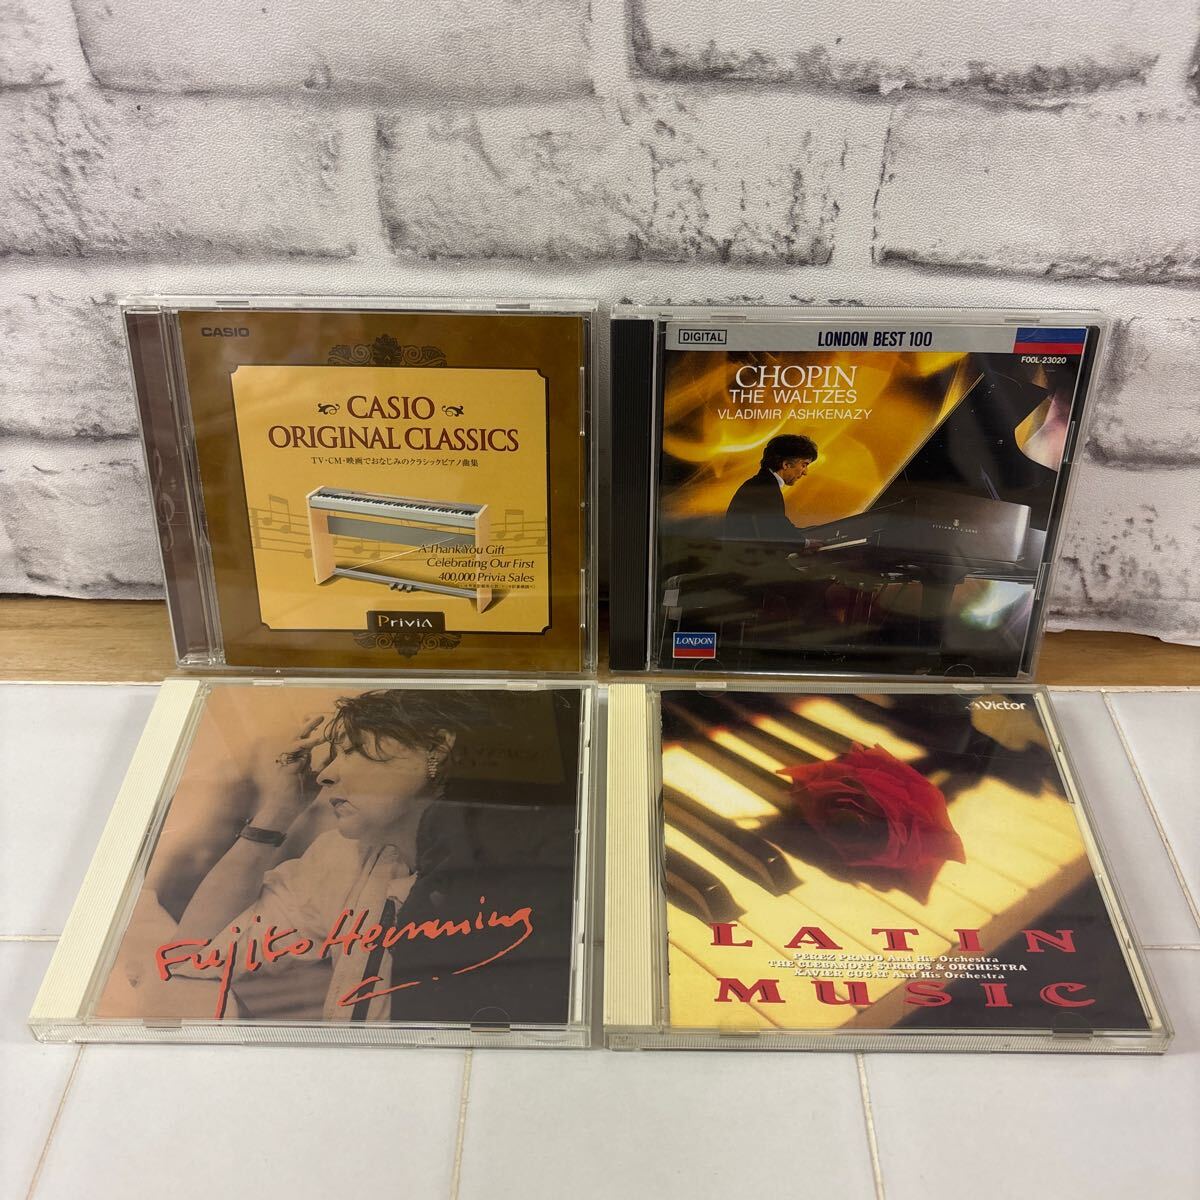 CASIO
CASIO
ORIGINAL CLASSICS
TV・CM・映画でおなじみのクラシックピアノ曲集
A Thank You Gift
Celebrating Our First
400,000 Privia Sales
PriviA
DIGITAL
LONDON BEST 100
F00L-23020
CHOPIN
THE WALTZES
VLADIMIR ASHKENAZY
STEINWAY & SONS
LONDON
Fujiko Hemming
Victor
LATIN
PEREZ PRADO And His Orchestra
THE CLEBANOFF STRINGS & ORCHESTRA
XAVIER CUGAT And His Orchestra
MUSIC